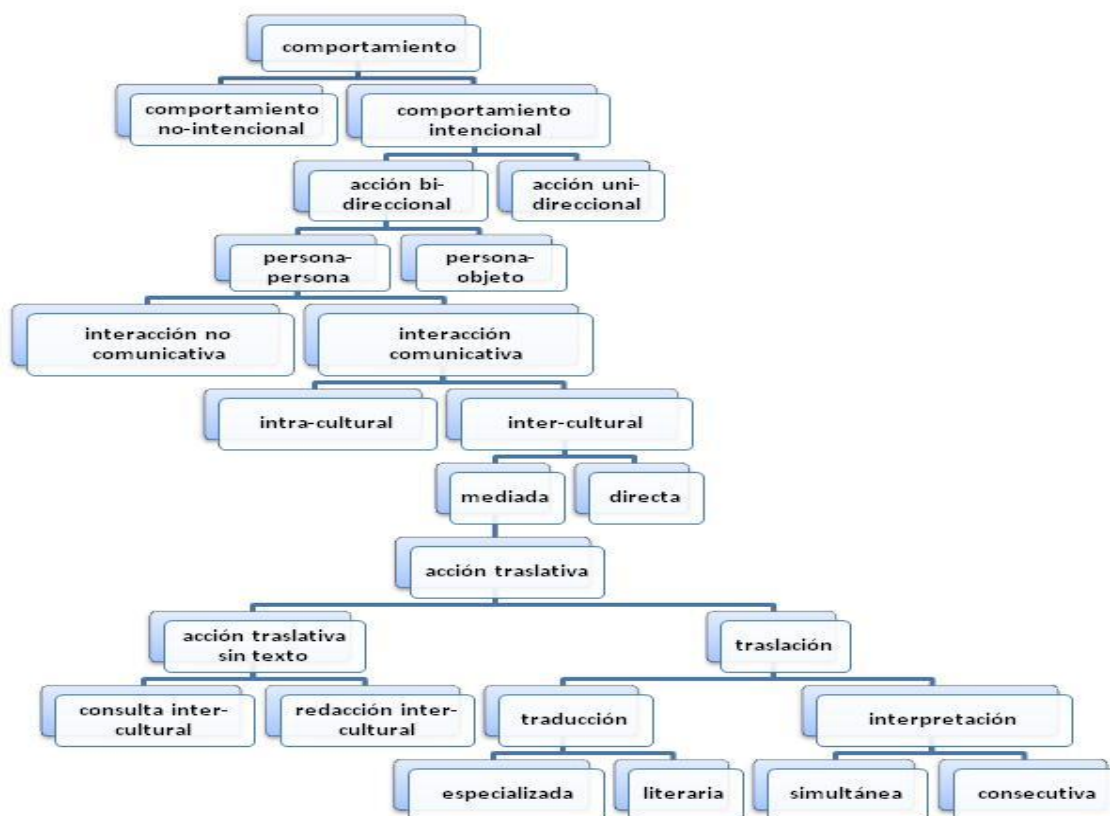 comportamiento
comportamiento
no-intencional
comportamiento
intencional
acción bi-
direccional
acción uni-
direccional
persona-
persona
persona-
objeto
interacción no
comunicativa
interacción
comunicativa
intra-cultural
inter-cultural
mediada
directa
acción traslativa
acción traslativa
sin texto
traslación
consulta inter-
cultural
redacción inter-
cultural
traducción
interpretación
especializada
literaria
simultánea
consecutiva